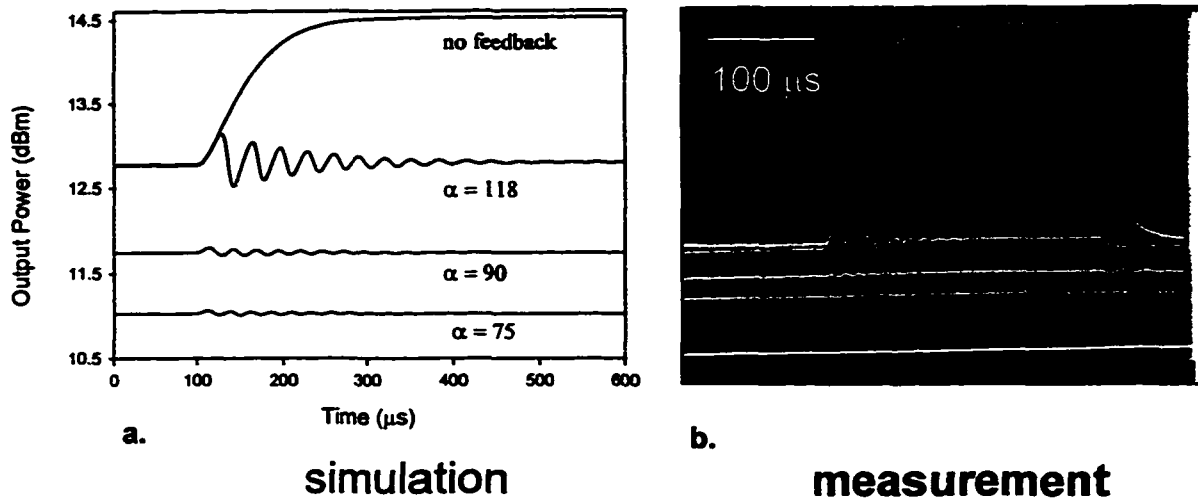 14.5
13.5
12.5
11.5
10.5
Output Power (dBm)
no feedback
α = 118
α = 90
α = 75
0 100 200 300 400 500 600
Time (μs)
a.
simulation
100 μs
b.
measurement